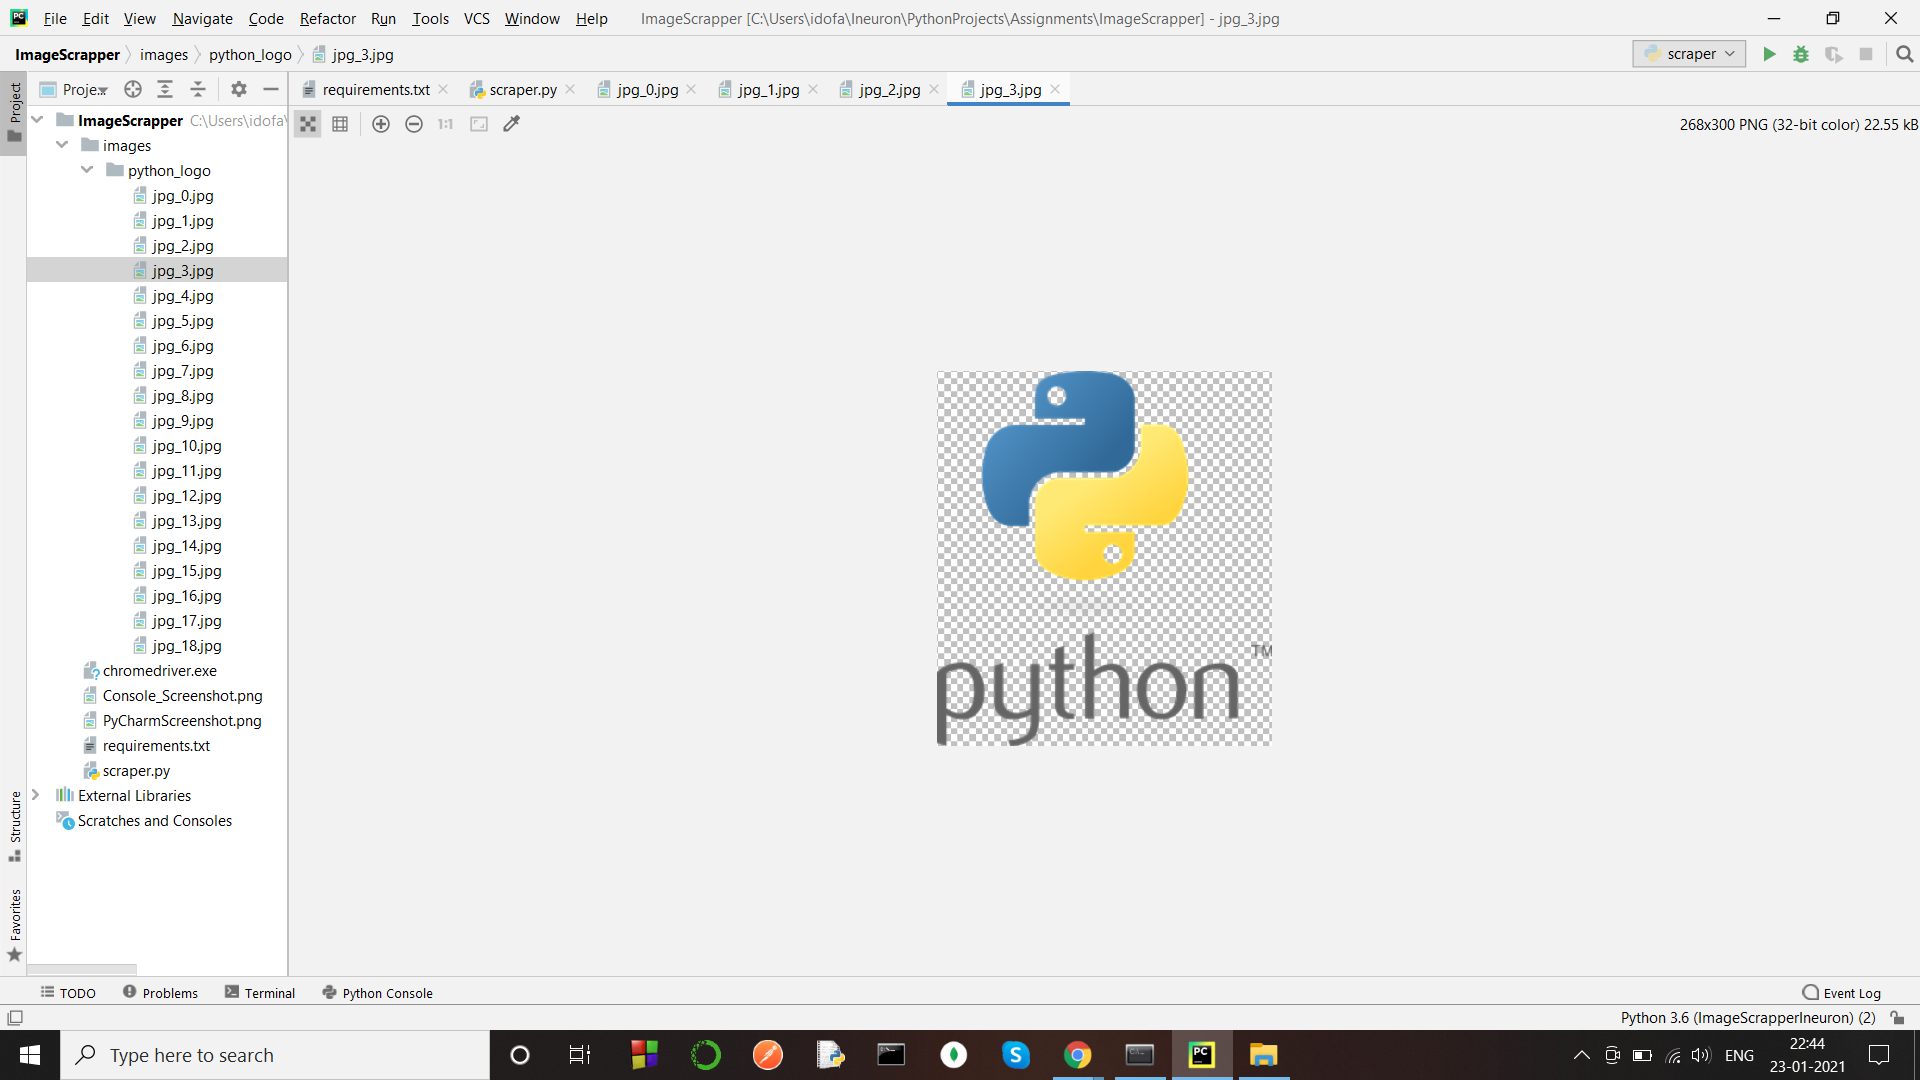 File Edit View Navigate Code Refactor Run Tools VCS Window Help ImageScrapper [C:\Users\idofa\Ineuron\PythonProjects\Assignments\ImageScrapper] - jpg_3.jpg
ImageScrapper images python_logo jpg_3.jpg scraper
Project
Proje... requirements.txt scraper.py jpg_0.jpg jpg_1.jpg jpg_2.jpg jpg_3.jpg
1:1 268x300 PNG (32-bit color) 22.55 kB
ImageScrapper C:\Users\idofa\
images
python_logo
jpg_0.jpg
jpg_1.jpg
jpg_2.jpg
jpg_3.jpg
jpg_4.jpg
jpg_5.jpg
jpg_6.jpg
jpg_7.jpg
jpg_8.jpg
jpg_9.jpg
jpg_10.jpg
jpg_11.jpg
jpg_12.jpg
jpg_13.jpg
jpg_14.jpg
jpg_15.jpg
jpg_16.jpg
jpg_17.jpg
jpg_18.jpg
chromedriver.exe
Console_Screenshot.png
PyCharmScreenshot.png
requirements.txt
scraper.py
External Libraries
Scratches and Consoles
python TM
Structure
Favorites
TODO Problems Terminal Python Console Event Log
Python 3.6 (ImageScrapperIneuron) (2)
Type here to search PC ENG 22:44
23-01-2021